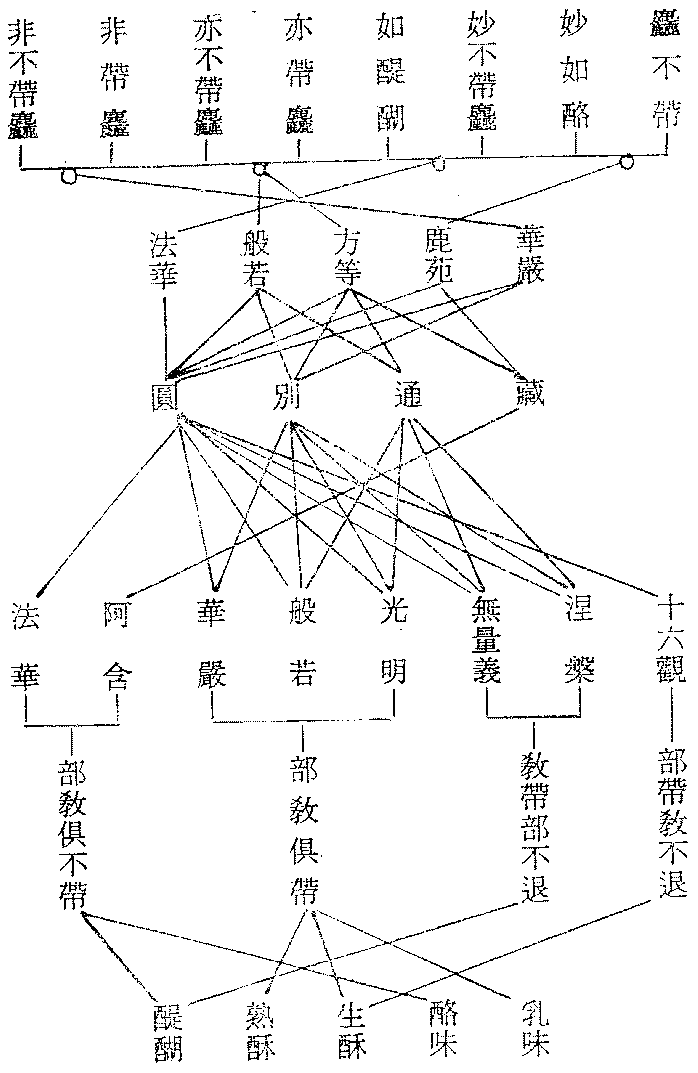 麤不帶
妙如酪
妙不帶麤
如醍醐
亦帶麤
亦不帶麤
非帶麤
非不帶麤
華嚴
鹿苑
方等
般若
法華
藏
通
別
圓
十六觀
涅槃
無量義
光明
般若
華嚴
阿含
法華
部帶敎不退
敎帶部不退
部敎俱帶
部敎俱不帶
乳味
酪味
生酥
熟酥
醍醐